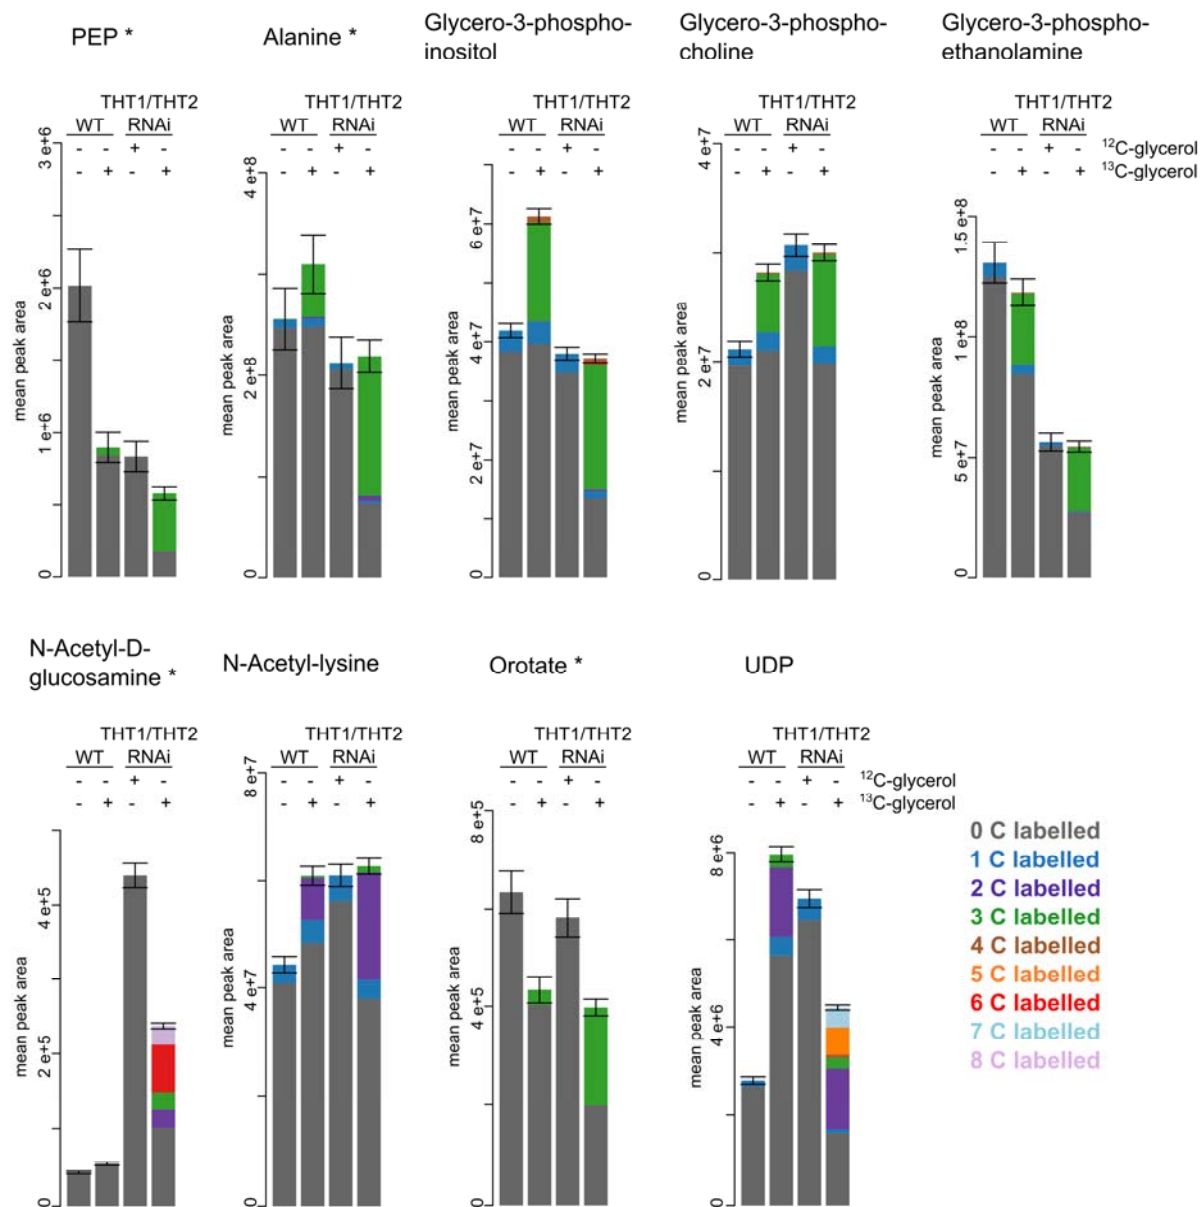 PEP *
Alanine *
Glycero-3-phospho-
inositol
Glycero-3-phospho-
choline
Glycero-3-phospho-
ethanolamine
THT1/THT2
WT RNAi
- - + -
- + - +
mean peak area
0 1 e+6 2 e+6 3 e+6
THT1/THT2
WT RNAi
- - + -
- + - +
mean peak area
0 2 e+8 4 e+8
THT1/THT2
WT RNAi
- - + -
- + - +
mean peak area
0 2 e+7 4 e+7 6 e+7
THT1/THT2
WT RNAi
- - + -
- + - +
mean peak area
0 2 e+7 4 e+7
THT1/THT2
WT RNAi
- - + - ¹²C-glycerol
- + - + ¹³C-glycerol
mean peak area
0 5 e+7 1 e+8 1.5 e+8
N-Acetyl-D-
glucosamine *
N-Acetyl-lysine
Orotate *
UDP
THT1/THT2
WT RNAi
- - + -
- + - +
mean peak area
0 2 e+5 4 e+5
THT1/THT2
WT RNAi
- - + -
- + - +
mean peak area
4 e+7 8 e+7
THT1/THT2
WT RNAi
- - + -
- + - +
mean peak area
0 4 e+5 8 e+5
THT1/THT2
WT RNAi
- - + - ¹²C-glycerol
- + - + ¹³C-glycerol
mean peak area
0 4 e+6 8 e+6
0 C labelled
1 C labelled
2 C labelled
3 C labelled
4 C labelled
5 C labelled
6 C labelled
7 C labelled
8 C labelled